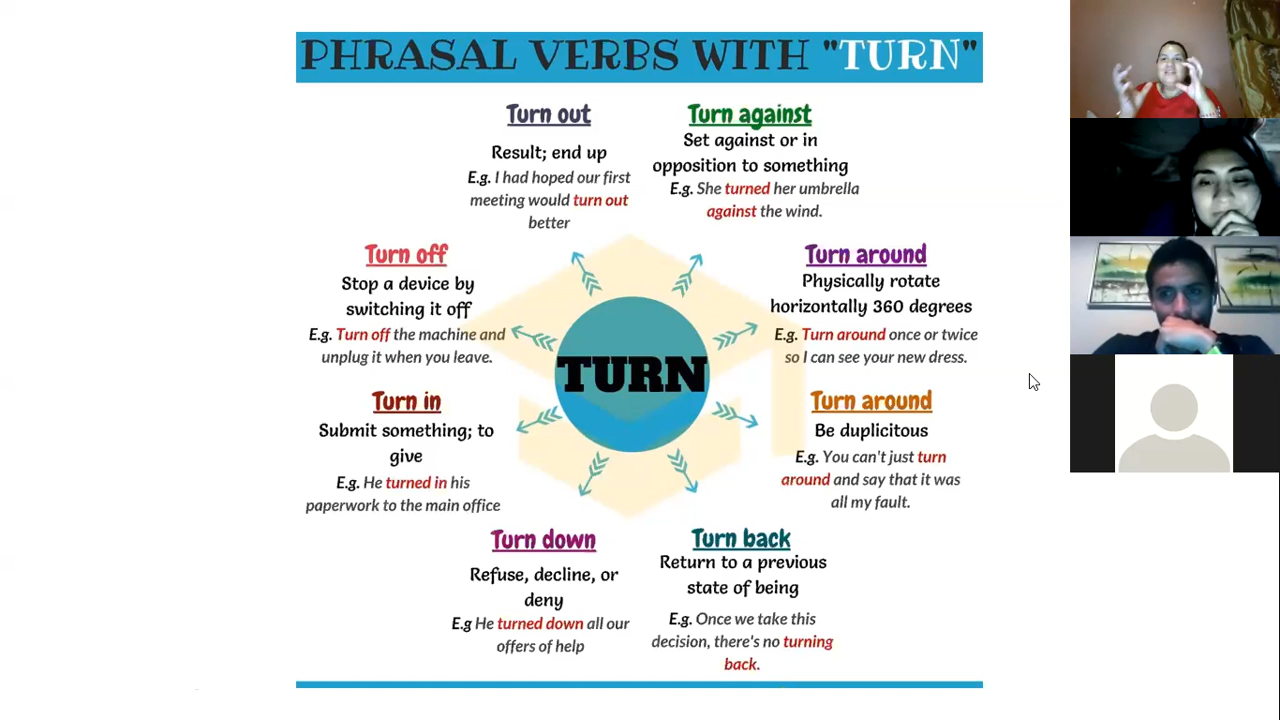 PHRASAL VERBS WITH "TURN"
Turn out
Result; end up
E.g. I had hoped our first
meeting would turn out
better
Turn against
Set against or in
opposition to something
E.g. She turned her umbrella
against the wind.
Turn off
Stop a device by
switching it off
E.g. Turn off the machine and
unplug it when you leave.
Turn around
Physically rotate
horizontally 360 degrees
E.g. Turn around once or twice
so I can see your new dress.
TURN
Turn in
Submit something; to
give
E.g. He turned in his
paperwork to the main office
Turn around
Be duplicitous
E.g. You can't just turn
around and say that it was
all my fault.
Turn down
Refuse, decline, or
deny
E.g He turned down all our
offers of help
Turn back
Return to a previous
state of being
E.g. Once we take this
decision, there's no turning
back.